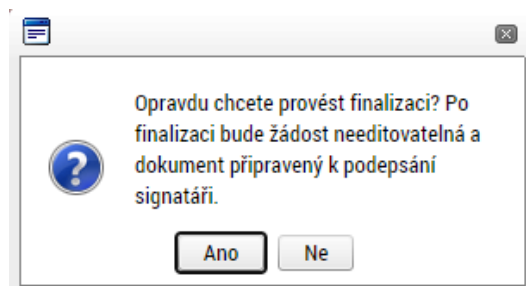 Opravdu chcete provést finalizaci? Po
finalizaci bude žádost needitovatelná a
dokument připravený k podepsání
signatáři.
Ano
Ne